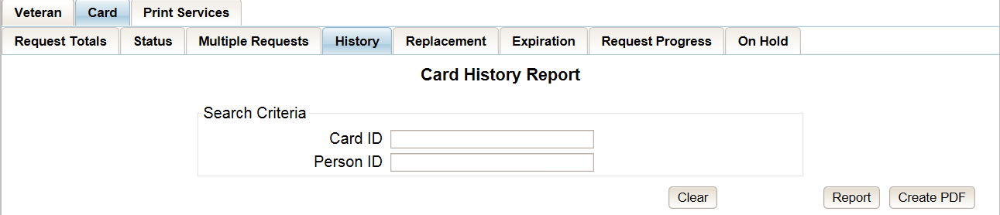 Veteran Card Print Services
Request Totals Status Multiple Requests History Replacement Expiration Request Progress On Hold
Card History Report
Search Criteria
Card ID
Person ID
Clear Report Create PDF